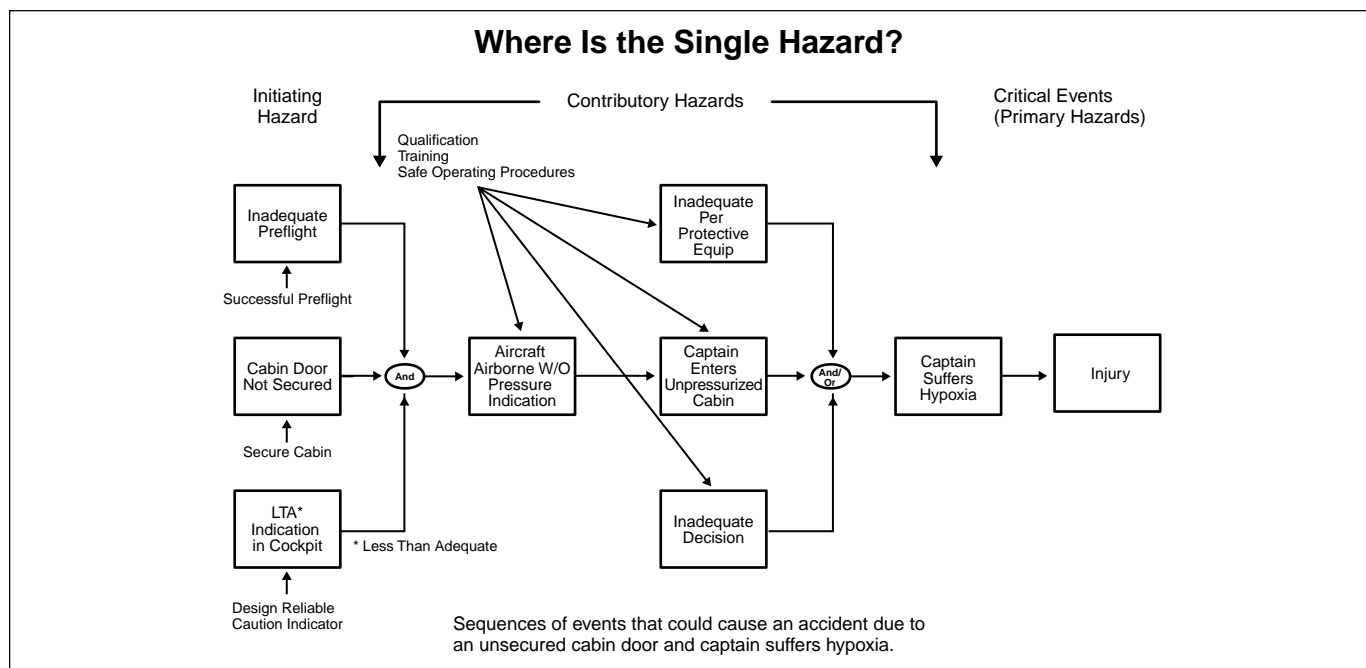 Where Is the Single Hazard?
Initiating
Hazard
Contributory Hazards
Critical Events
(Primary Hazards)
Qualification
Training
Safe Operating Procedures
Inadequate
Preflight
Inadequate
Per
Protective
Equip
Successful Preflight
Cabin Door
Not Secured
And
Aircraft
Airborne W/O
Pressure
Indication
Captain
Enters
Unpressurized
Cabin
And/
Or
Captain
Suffers
Hypoxia
Injury
Secure Cabin
LTA*
Indication
in Cockpit
* Less Than Adequate
Inadequate
Decision
Design Reliable
Caution Indicator
Sequences of events that could cause an accident due to
an unsecured cabin door and captain suffers hypoxia.